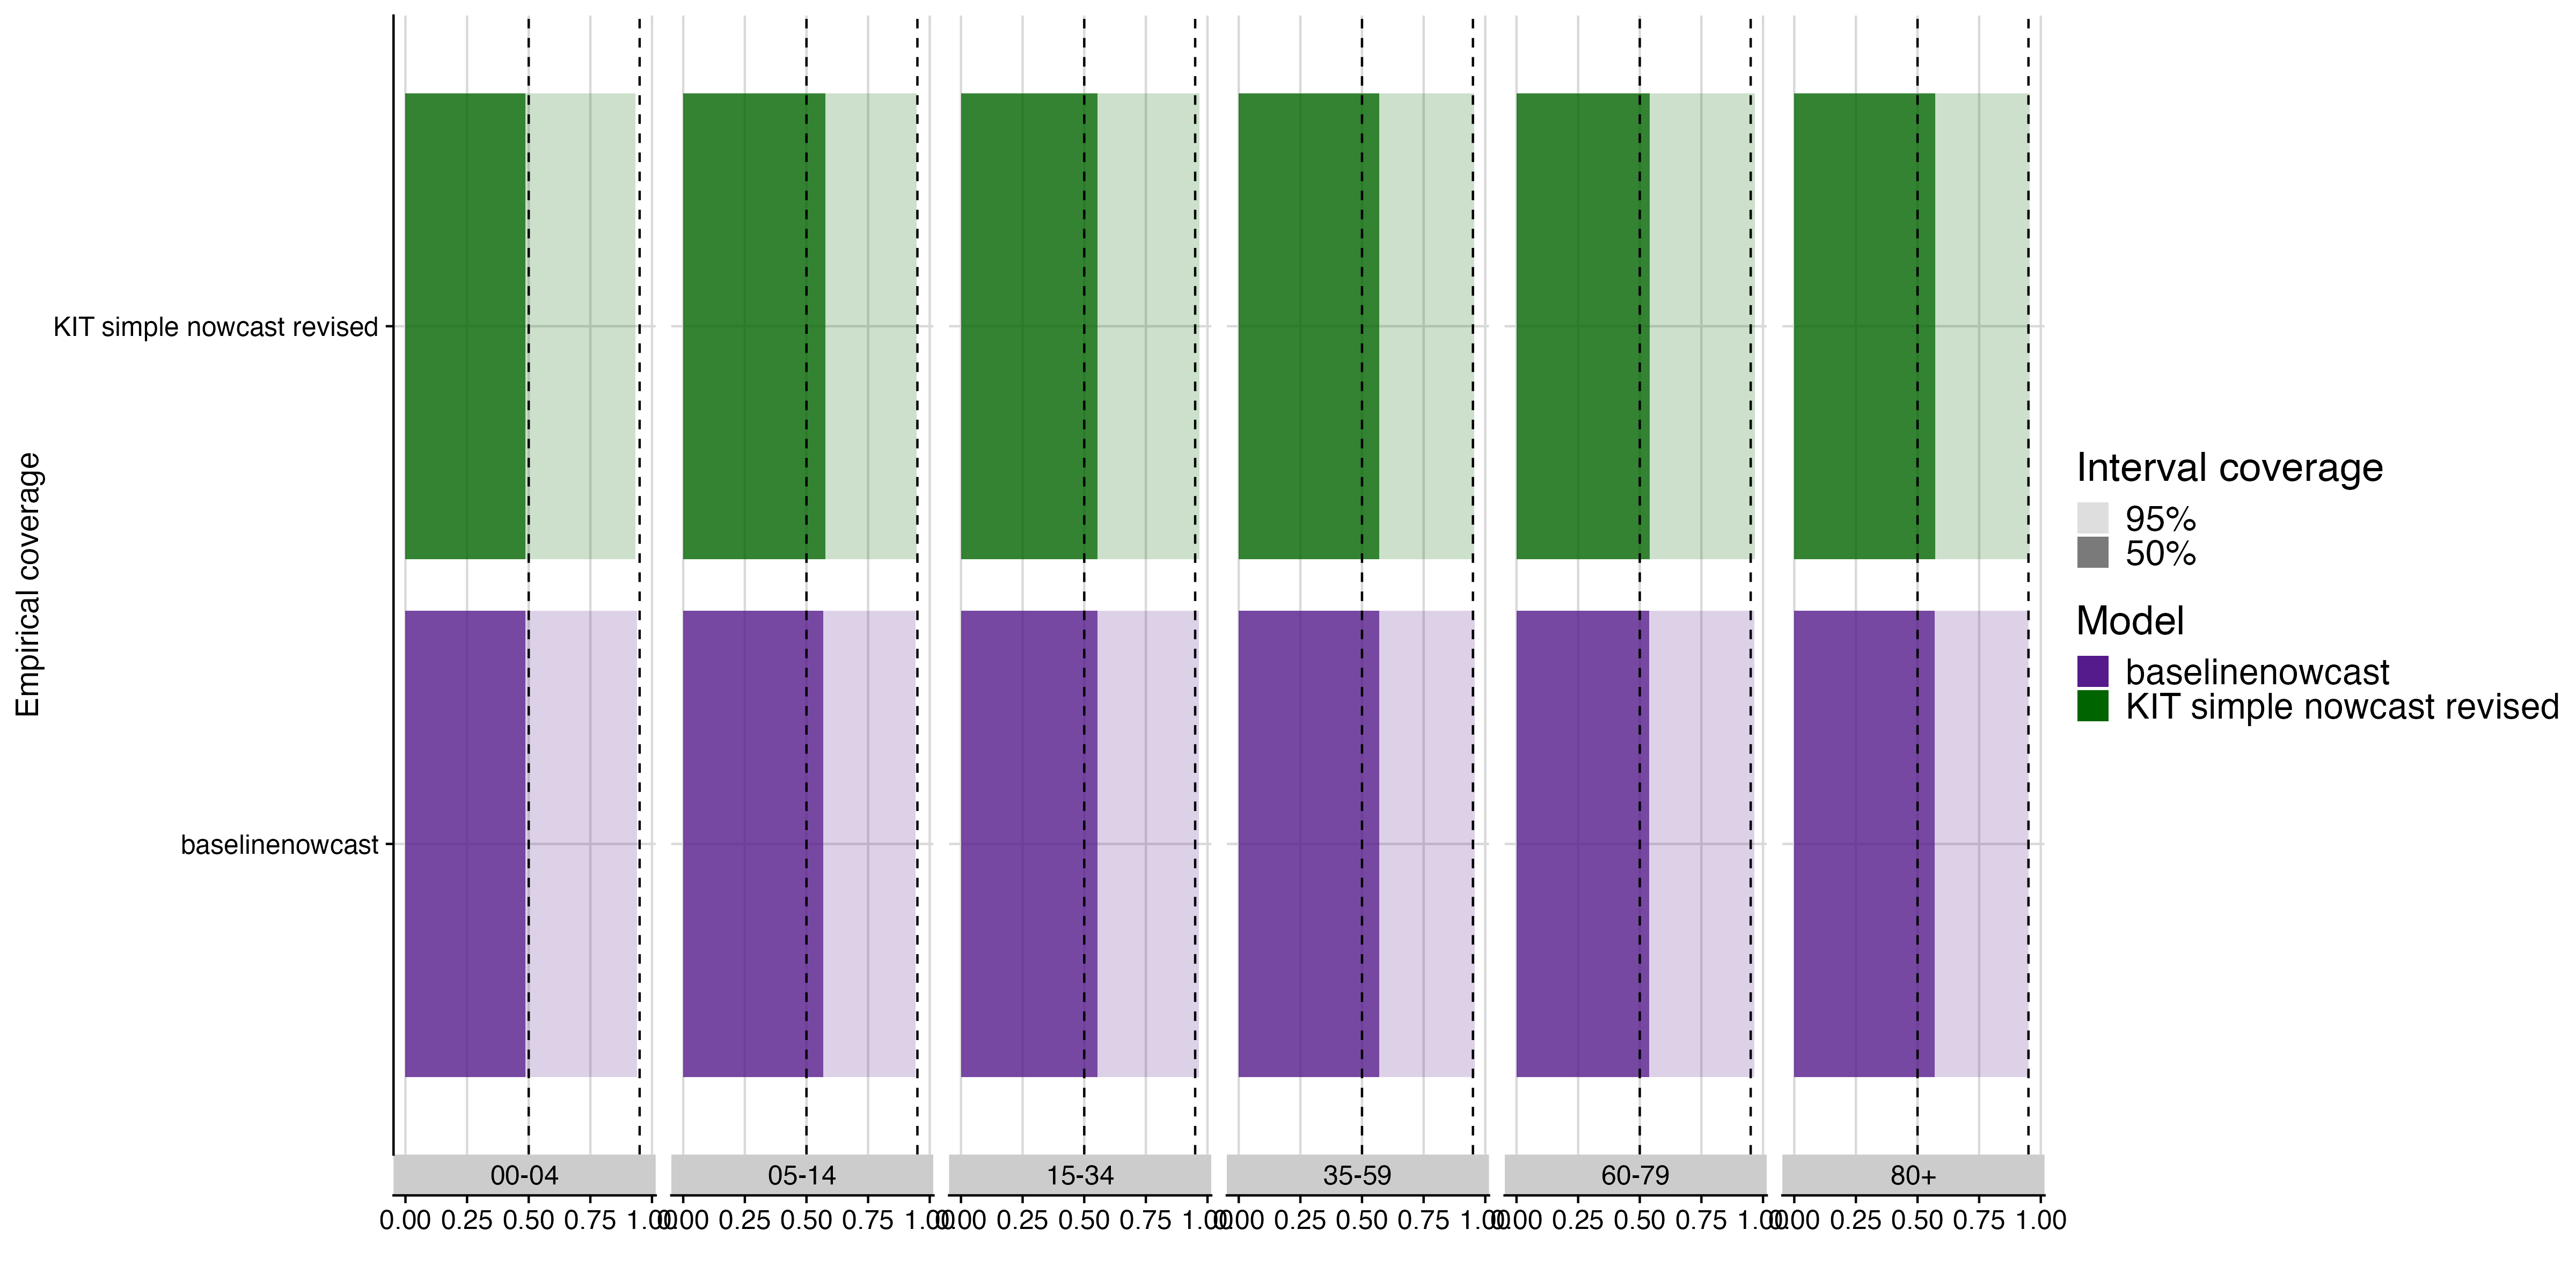 Empirical coverage
KIT simple nowcast revised
baselinenowcast
00-04
05-14
15-34
35-59
60-79
80+
0.00 0.25 0.50 0.75 1.00
0.00 0.25 0.50 0.75 1.00
0.00 0.25 0.50 0.75 1.00
0.00 0.25 0.50 0.75 1.00
0.00 0.25 0.50 0.75 1.00
0.00 0.25 0.50 0.75 1.00
Interval coverage
95%
50%
Model
baselinenowcast
KIT simple nowcast revised